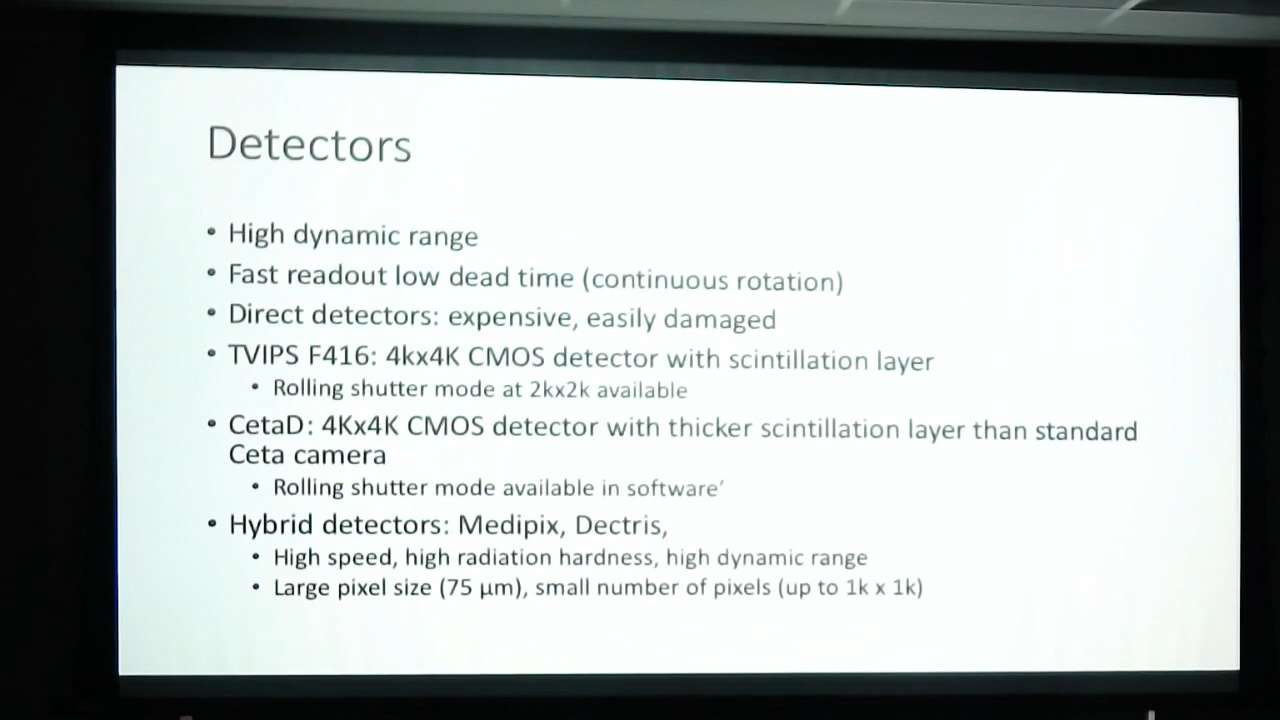 Detectors
• High dynamic range
• Fast readout low dead time (continuous rotation)
• Direct detectors: expensive, easily damaged
• TVIPS F416: 4kx4K CMOS detector with scintillation layer
• Rolling shutter mode at 2kx2k available
• CetaD: 4Kx4K CMOS detector with thicker scintillation layer than standard
Ceta camera
• Rolling shutter mode available in software’
• Hybrid detectors: Medipix, Dectris,
• High speed, high radiation hardness, high dynamic range
• Large pixel size (75 µm), small number of pixels (up to 1k x 1k)